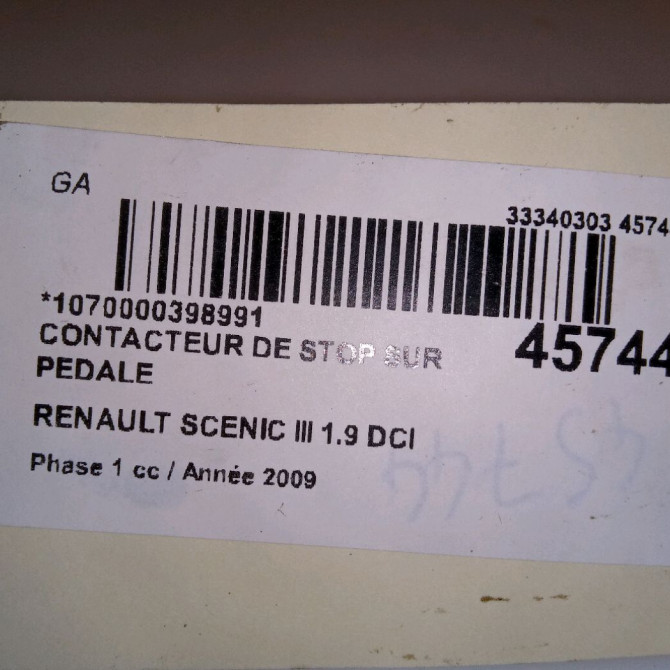 GA
33340303 4574
*1070000398991
45744
CONTACTEUR DE STOP SUR
PEDALE
RENAULT SCENIC III 1.9 DCI
Phase 1 cc / Année 2009
45744